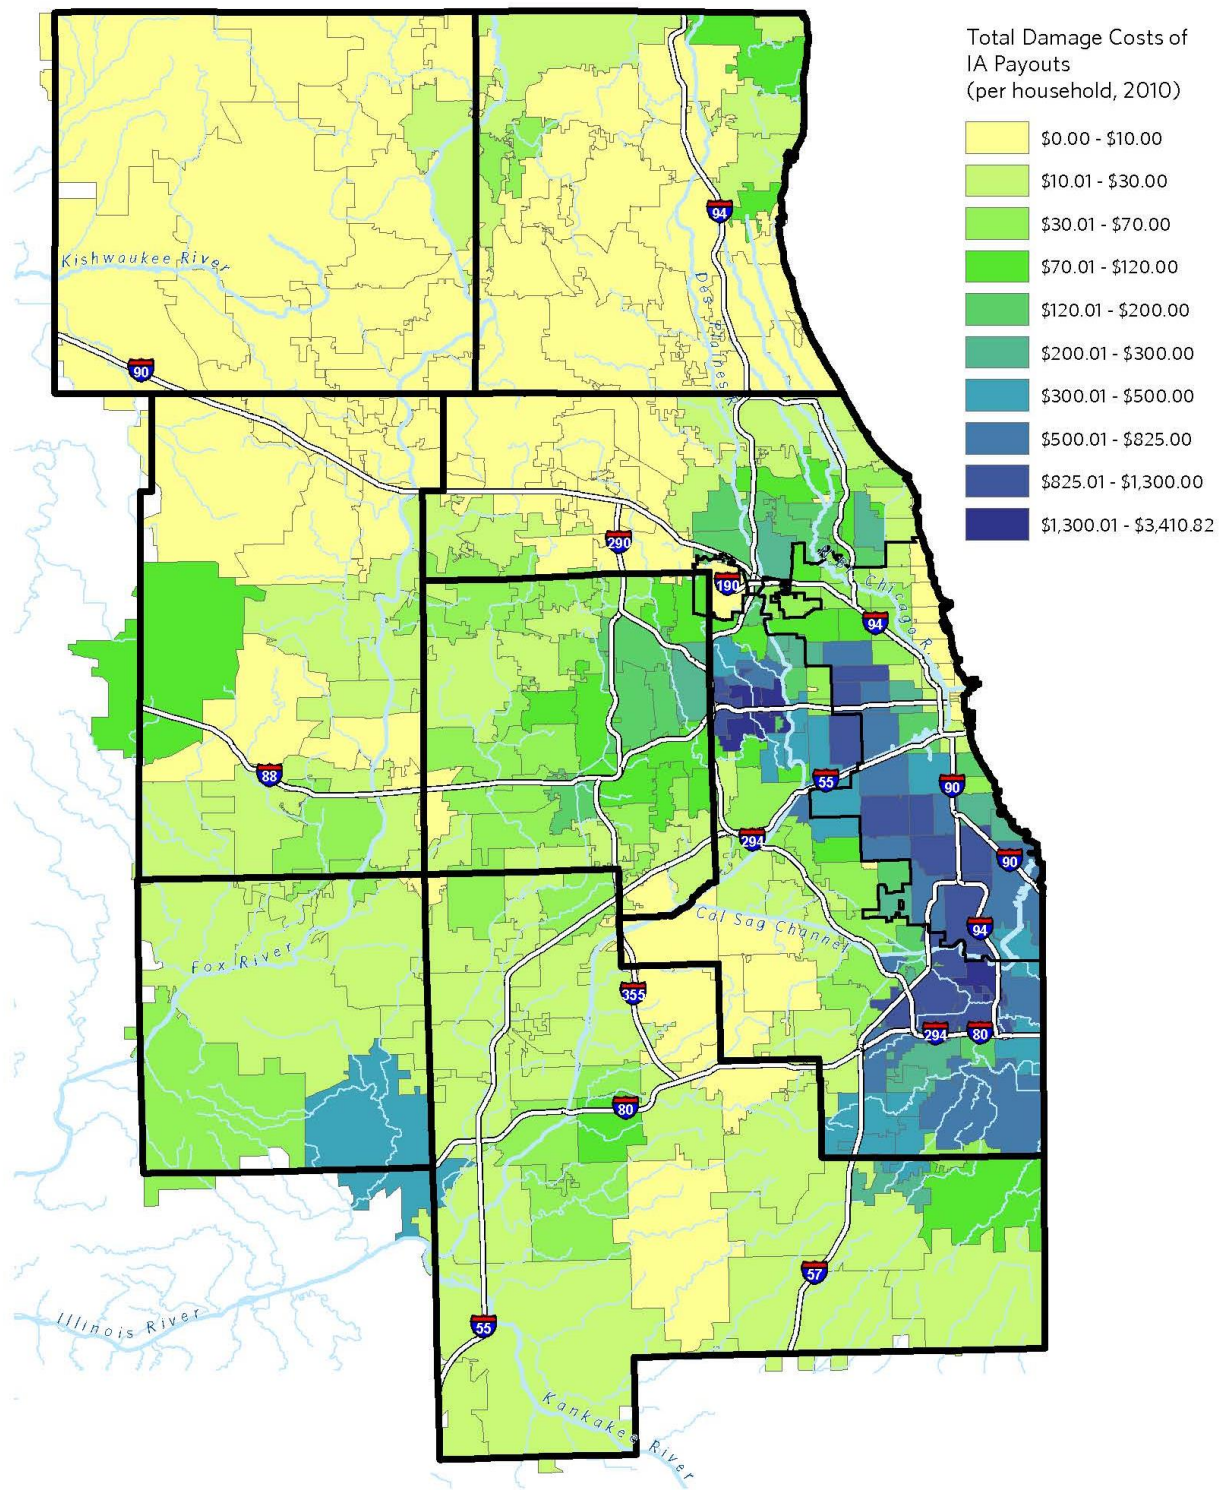 Total Damage Costs of
IA Payouts
(per household, 2010)
$0.00 - $10.00
$10.01 - $30.00
$30.01 - $70.00
$70.01 - $120.00
$120.01 - $200.00
$200.01 - $300.00
$300.01 - $500.00
$500.01 - $825.00
$825.01 - $1,300.00
$1,300.01 - $3,410.82
94
Kishwaukee River
Des Plaines R.
90
290
190
Chicago R.
94
88
55
90
294
90
Cal Sag Channel
94
Fox River
355
294
80
80
57
Illinois River
55
Kankakee River